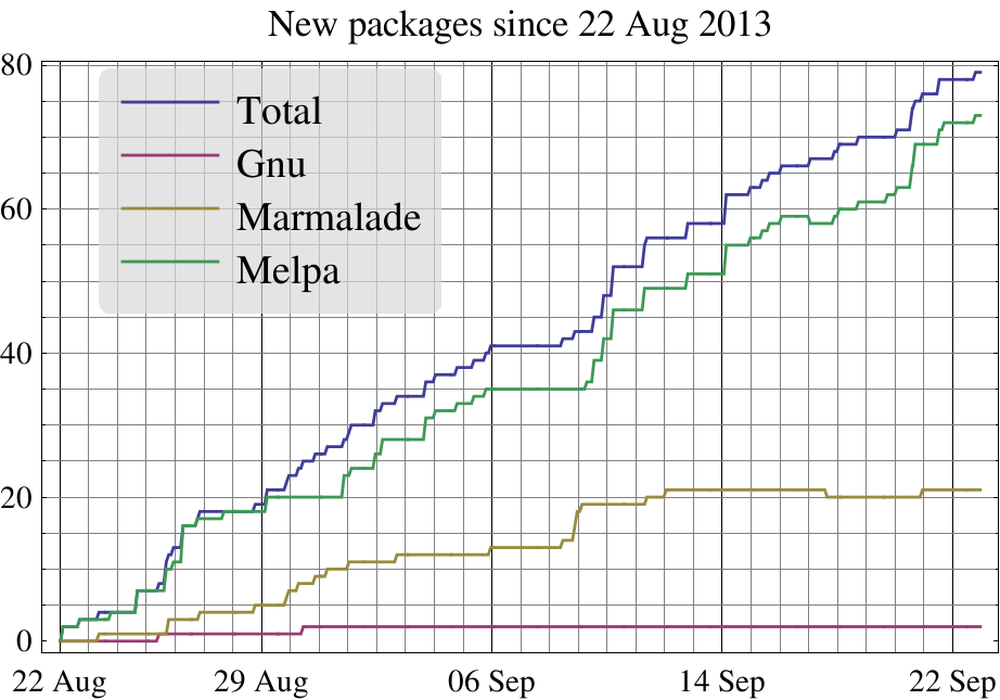 New packages since 22 Aug 2013
80
60
40
20
0
Total
Gnu
Marmalade
Melpa
22 Aug
29 Aug
06 Sep
14 Sep
22 Sep